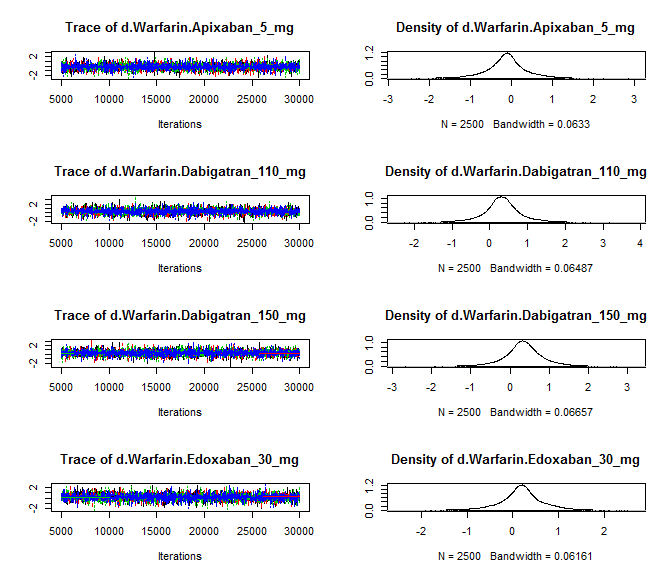 Trace of d.Warfarin.Apixaban_5_mg
-2 2
5000 10000 15000 20000 25000 30000
Iterations
Density of d.Warfarin.Apixaban_5_mg
0.0 1.2
-3 -2 -1 0 1 2 3
N = 2500 Bandwidth = 0.0633
Trace of d.Warfarin.Dabigatran_110_mg
-2 2
5000 10000 15000 20000 25000 30000
Iterations
Density of d.Warfarin.Dabigatran_110_mg
0.0 1.0
-2 -1 0 1 2 3 4
N = 2500 Bandwidth = 0.06487
Trace of d.Warfarin.Dabigatran_150_mg
-2 2
5000 10000 15000 20000 25000 30000
Iterations
Density of d.Warfarin.Dabigatran_150_mg
0.0 1.0
-3 -2 -1 0 1 2 3
N = 2500 Bandwidth = 0.06657
Trace of d.Warfarin.Edoxaban_30_mg
-2 2
5000 10000 15000 20000 25000 30000
Iterations
Density of d.Warfarin.Edoxaban_30_mg
0.0 1.2
-2 -1 0 1 2
N = 2500 Bandwidth = 0.06161